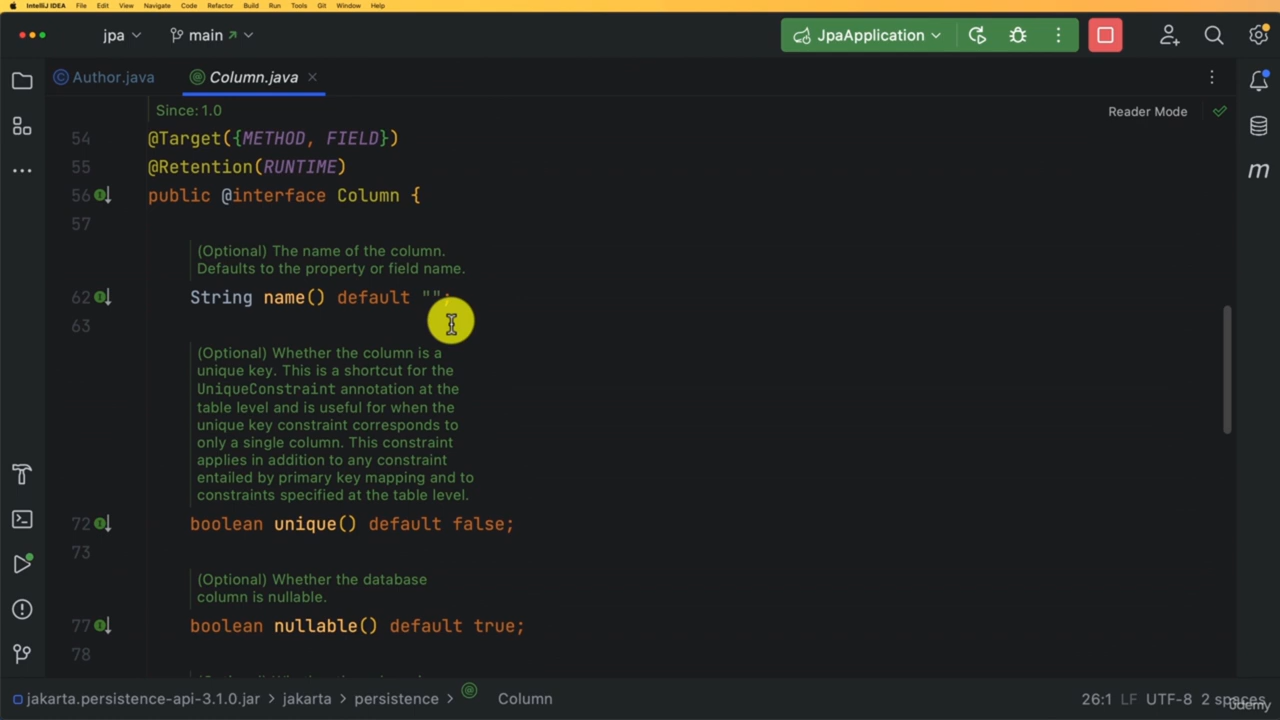 IntelliJ IDEA File Edit View Navigate Code Refactor Build Run Tools Git Window Help
jpa main JpaApplication
Author.java Column.java
Since: 1.0
Reader Mode
54 @Target({METHOD, FIELD})
55 @Retention(RUNTIME)
56 public @interface Column {
57
(Optional) The name of the column.
Defaults to the property or field name.
62 String name() default "";
63
(Optional) Whether the column is a
unique key. This is a shortcut for the
UniqueConstraint annotation at the
table level and is useful for when the
unique key constraint corresponds to
only a single column. This constraint
applies in addition to any constraint
entailed by primary key mapping and to
constraints specified at the table level.
72 boolean unique() default false;
73
(Optional) Whether the database
column is nullable.
77 boolean nullable() default true;
78
jakarta.persistence-api-3.1.0.jar > jakarta > persistence > Column
26:1 LF UTF-8 2 spaces
udemy